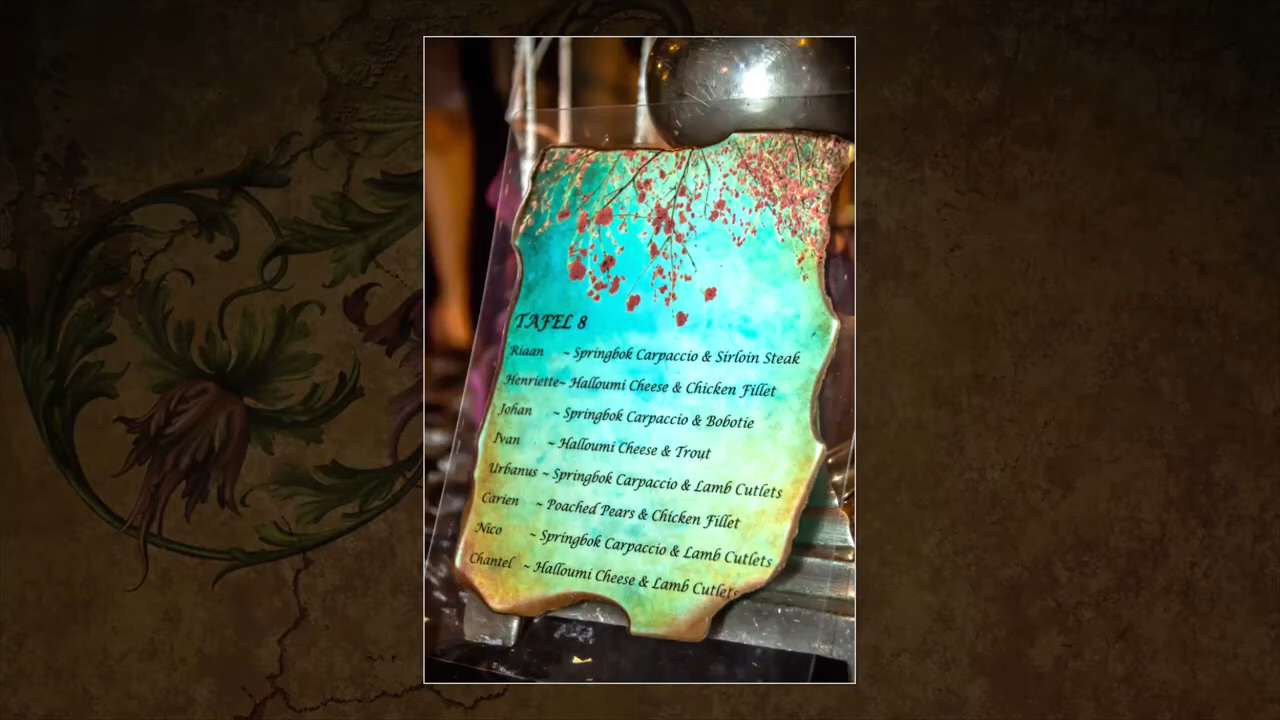 TAFEL 8
Riaan ~ Springbok Carpaccio & Sirloin Steak
Henriette~ Halloumi Cheese & Chicken Fillet
Johan ~ Springbok Carpaccio & Bobotie
Ivan ~ Halloumi Cheese & Trout
Urbanus ~ Springbok Carpaccio & Lamb Cutlets
Carien ~ Poached Pears & Chicken Fillet
Nico ~ Springbok Carpaccio & Lamb Cutlets
Chantel ~ Halloumi Cheese & Lamb Cutlets